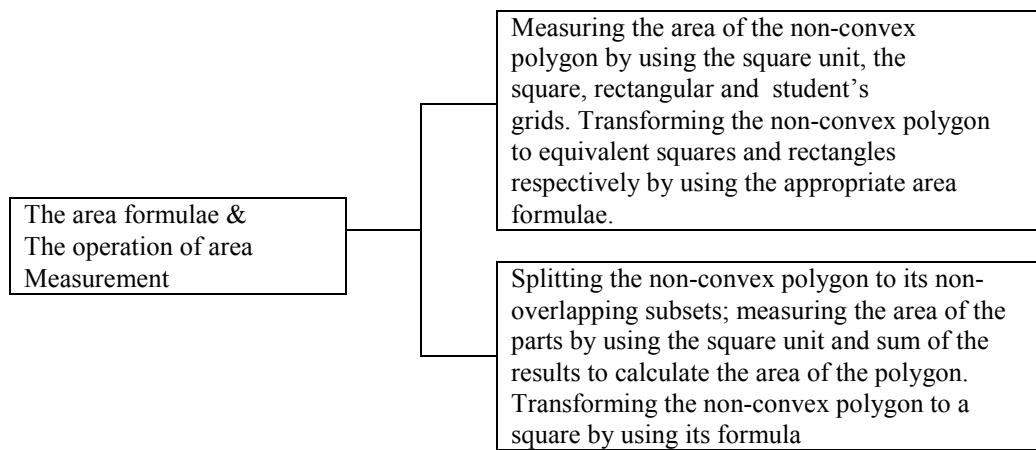 Measuring the area of the non-convex
polygon by using the square unit, the
square, rectangular and student’s
grids. Transforming the non-convex polygon
to equivalent squares and rectangles
respectively by using the appropriate area
formulae.
The area formulae &
The operation of area
Measurement
Splitting the non-convex polygon to its non-
overlapping subsets; measuring the area of the
parts by using the square unit and sum of the
results to calculate the area of the polygon.
Transforming the non-convex polygon to a
square by using its formula